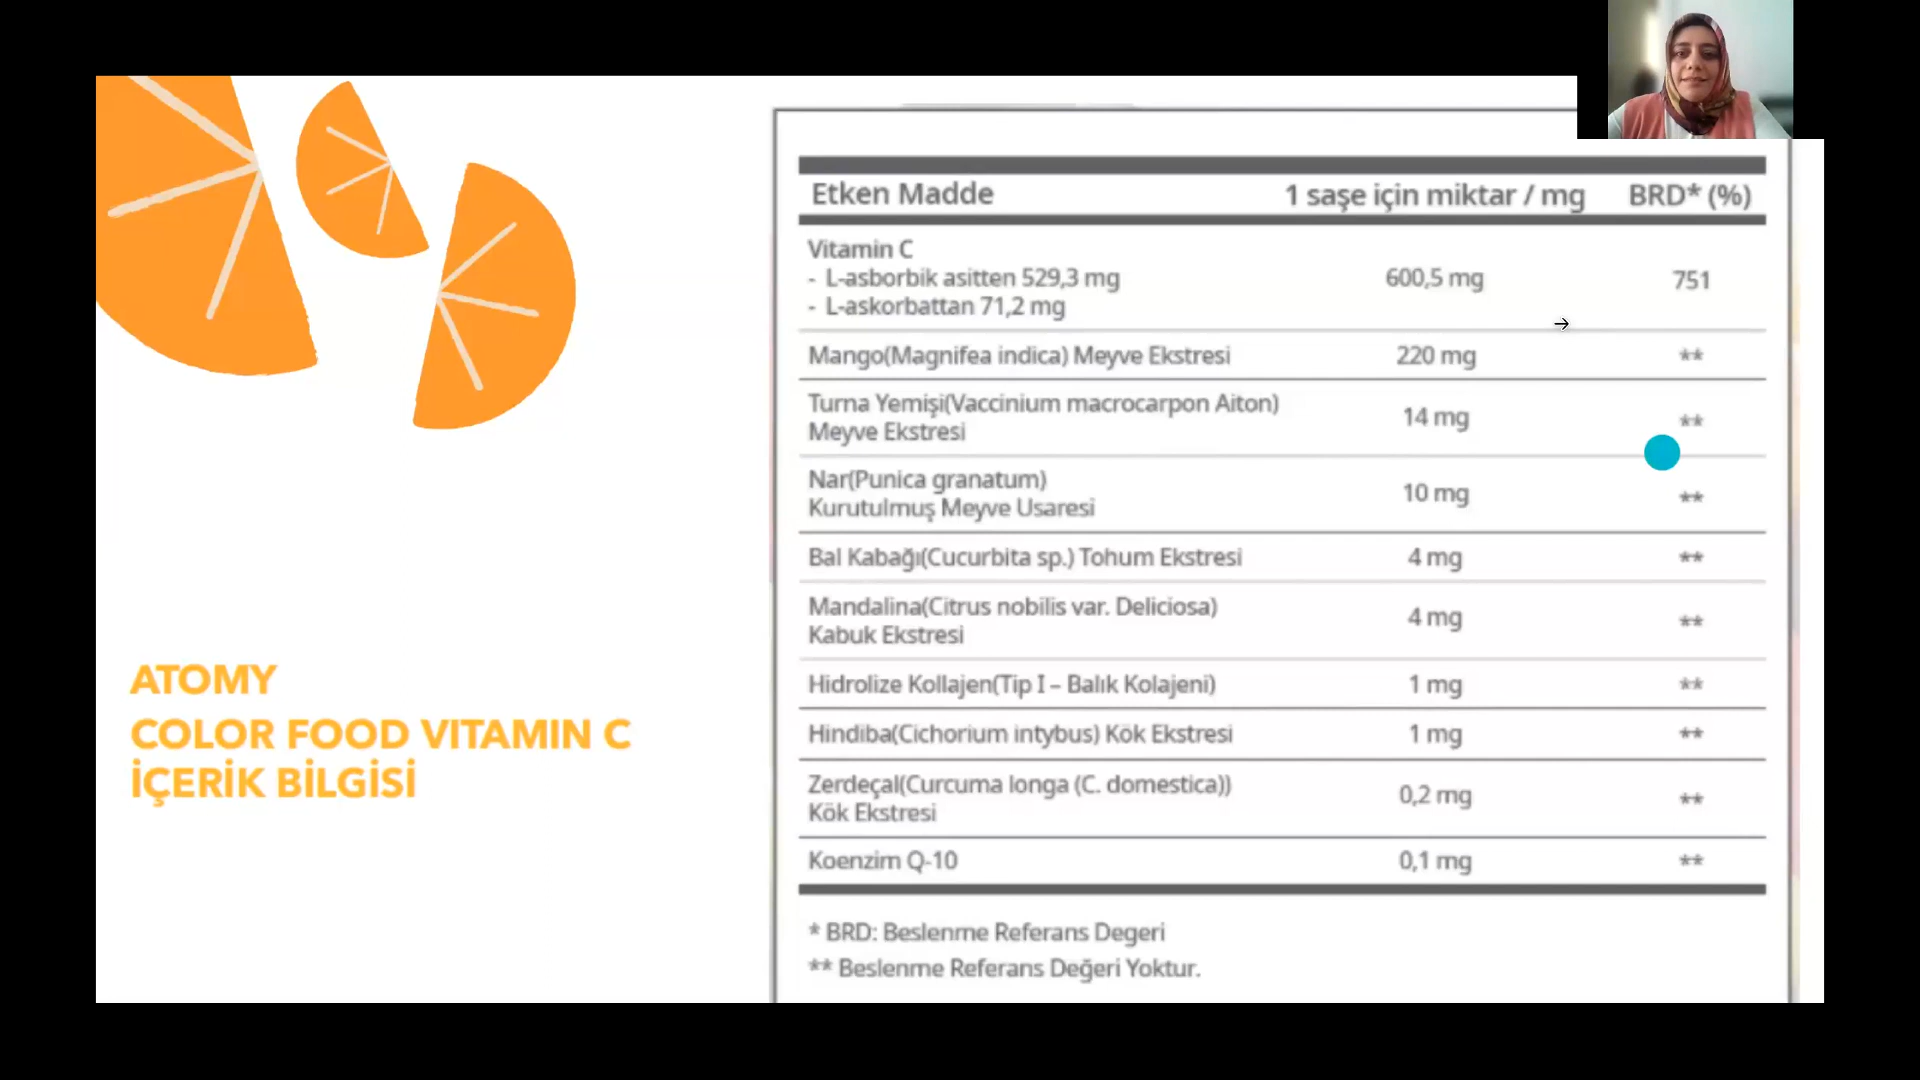 ATOMY
COLOR FOOD VITAMIN C
İÇERİK BİLGİSİ
Etken Madde 1 saşe için miktar / mg BRD* (%)
Vitamin C
- L-asborbik asitten 529,3 mg 600,5 mg 751
- L-askorbattan 71,2 mg
Mango(Magnifea indica) Meyve Ekstresi 220 mg **
Turna Yemişi(Vaccinium macrocarpon Aiton)
Meyve Ekstresi 14 mg **
Nar(Punica granatum)
Kurutulmuş Meyve Usaresi 10 mg **
Bal Kabağı(Cucurbita sp.) Tohum Ekstresi 4 mg **
Mandalina(Citrus nobilis var. Deliciosa)
Kabuk Ekstresi 4 mg **
Hidrolize Kollajen(Tip I – Balık Kolajeni) 1 mg **
Hindiba(Cichorium intybus) Kök Ekstresi 1 mg **
Zerdeçal(Curcuma longa (C. domestica))
Kök Ekstresi 0,2 mg **
Koenzim Q-10 0,1 mg **
* BRD: Beslenme Referans Degeri
** Beslenme Referans Değeri Yoktur.